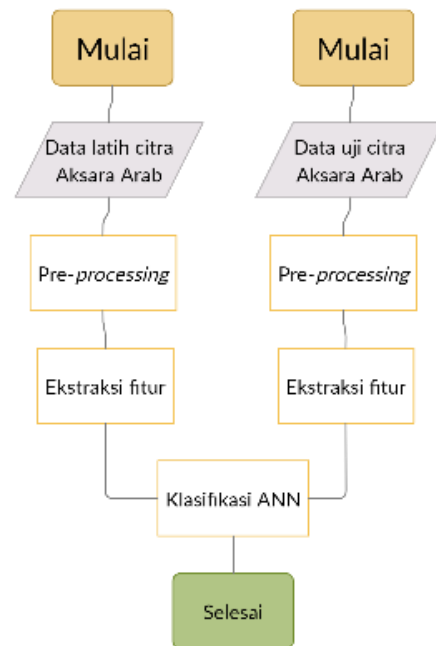 Mulai
Mulai
Data latih citra
Aksara Arab
Data uji citra
Aksara Arab
Pre-processing
Pre-processing
Ekstraksi fitur
Ekstraksi fitur
Klasifikasi ANN
Selesai